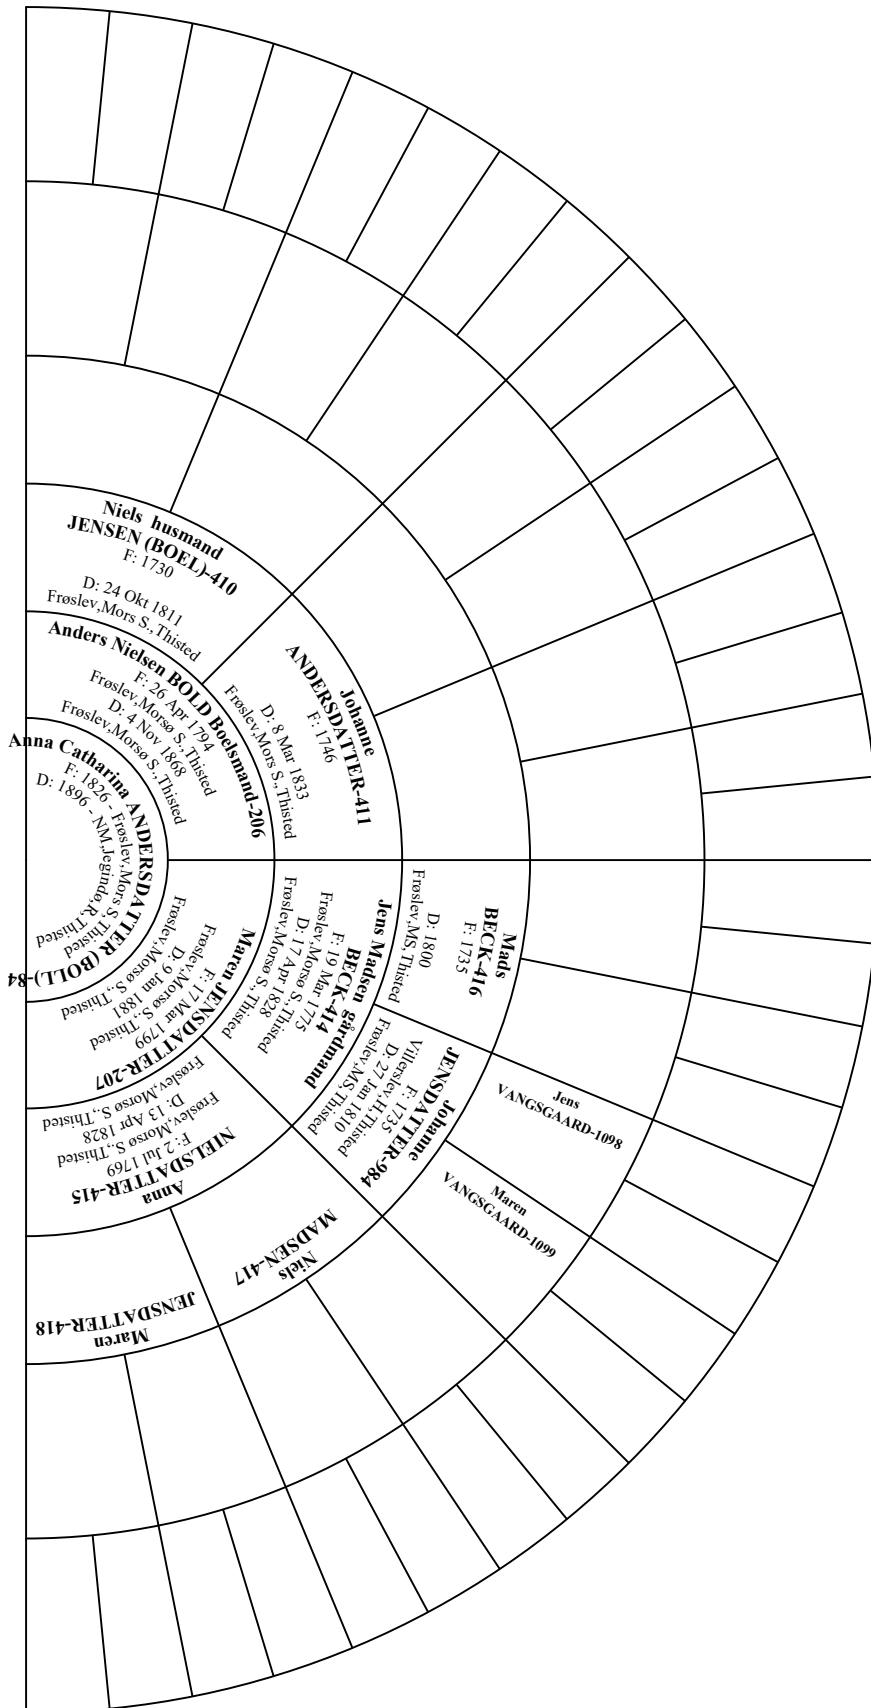 Niels  husmand
JENSEN (BOEL)-410
F: 1730
D: 24 Okt 1811
Frøslev,Mors S.,Thisted
Johanne
ANDERSDATTER-411
F: 1746
D: 8 Mar 1833
Frøslev,Mors S.,Thisted
Anders Nielsen BOLD Boelsmand-206
F: 26 Apr 1794
Frøslev,Morsø S.,Thisted
D: 4 Nov 1868
Frøslev,Morsø S.,Thisted
Anna Catharina ANDERSDATTER (BOLL)-84
F: 1826 - Frøslev,Mors S,Thisted
D: 1896 - NM,Jegindø,R,Thisted
Maren JENSDATTER-207
F: 17 Mar 1799
Frøslev,Morsø S.,Thisted
D: 9 Jan 1881
Frøslev,Morsø S.,Thisted
Jens Madsen gårdmand
BECK-414
F: 19 Mar 1775
Frøslev,Morsø S.,Thisted
D: 17 Apr 1828
Frøslev,Morsø S.,Thisted
Mads
BECK-416
F: 1735
D: 1800
Frøslev,MS,Thisted
Johanne
JENSDATTER-984
F: 1735
Villerslev,H,Thisted
D: 27 Jan 1810
Frøslev,MS,Thisted
Jens
VANGSGAARD-1098
Maren
VANGSGAARD-1099
Anna
NIELSDATTER-415
F: 2 Jul 1769
Frøslev,Morsø S.,Thisted
D: 13 Apr 1828
Frøslev,Morsø S.,Thisted
Niels
MADSEN-417
Maren
JENSDATTER-418